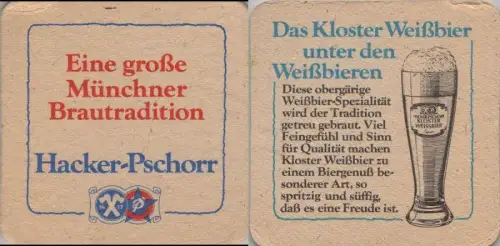 Eine große
Münchner
Brautradition
Hacker-Pschorr
Das Kloster Weißbier
unter den
Weißbieren
Diese obergärige
Weißbier-Spezialität
wird der Tradition
getreu gebraut. Viel
Feingefühl und Sinn
für Qualität machen
Kloster Weißbier zu
einem Biergenuß be-
sonderer Art, so
spritzig und süffig,
daß es eine Freude ist.
KLOSTER
WEISSBIER